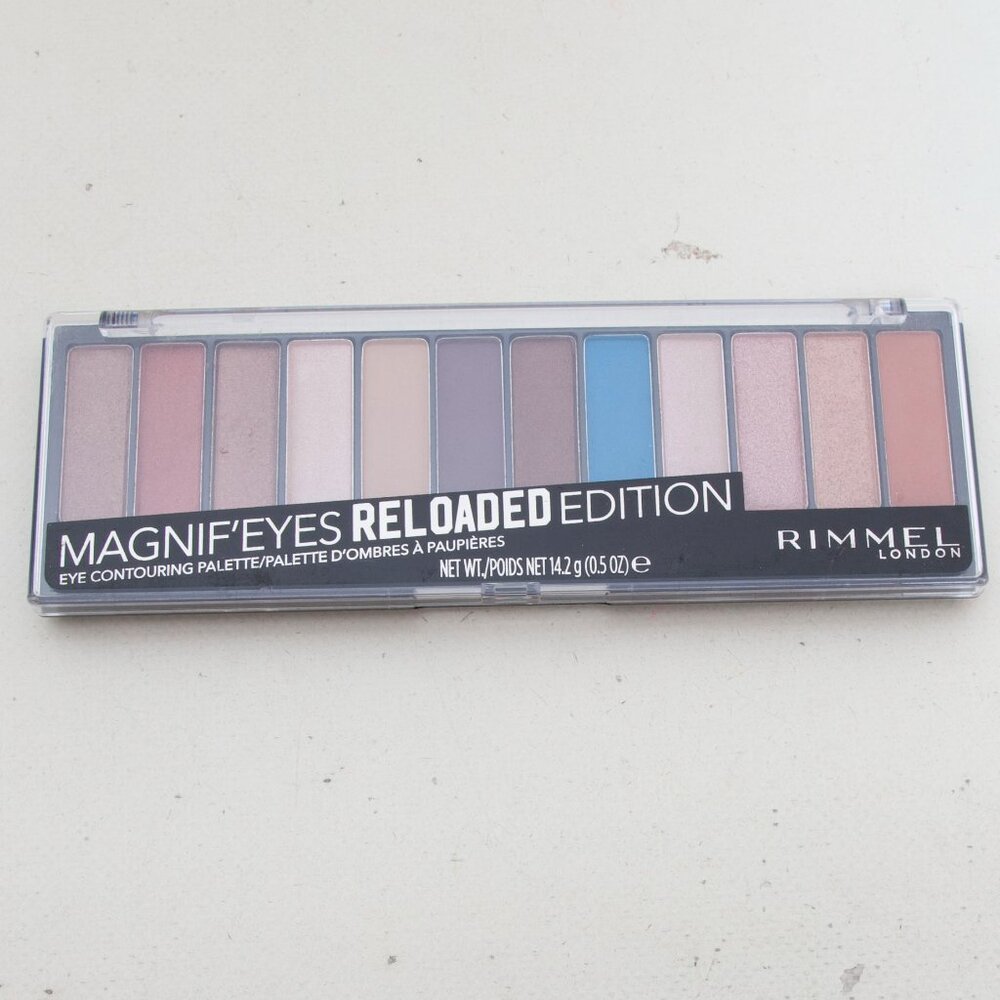 MAGNIF'EYES RELOADED EDITION
EYE CONTOURING PALETTE/PALETTE D'OMBRES À PAUPIÈRES
NET WT./POIDS NET 14.2 g (0.5 OZ) ℮
RIMMEL
LONDON